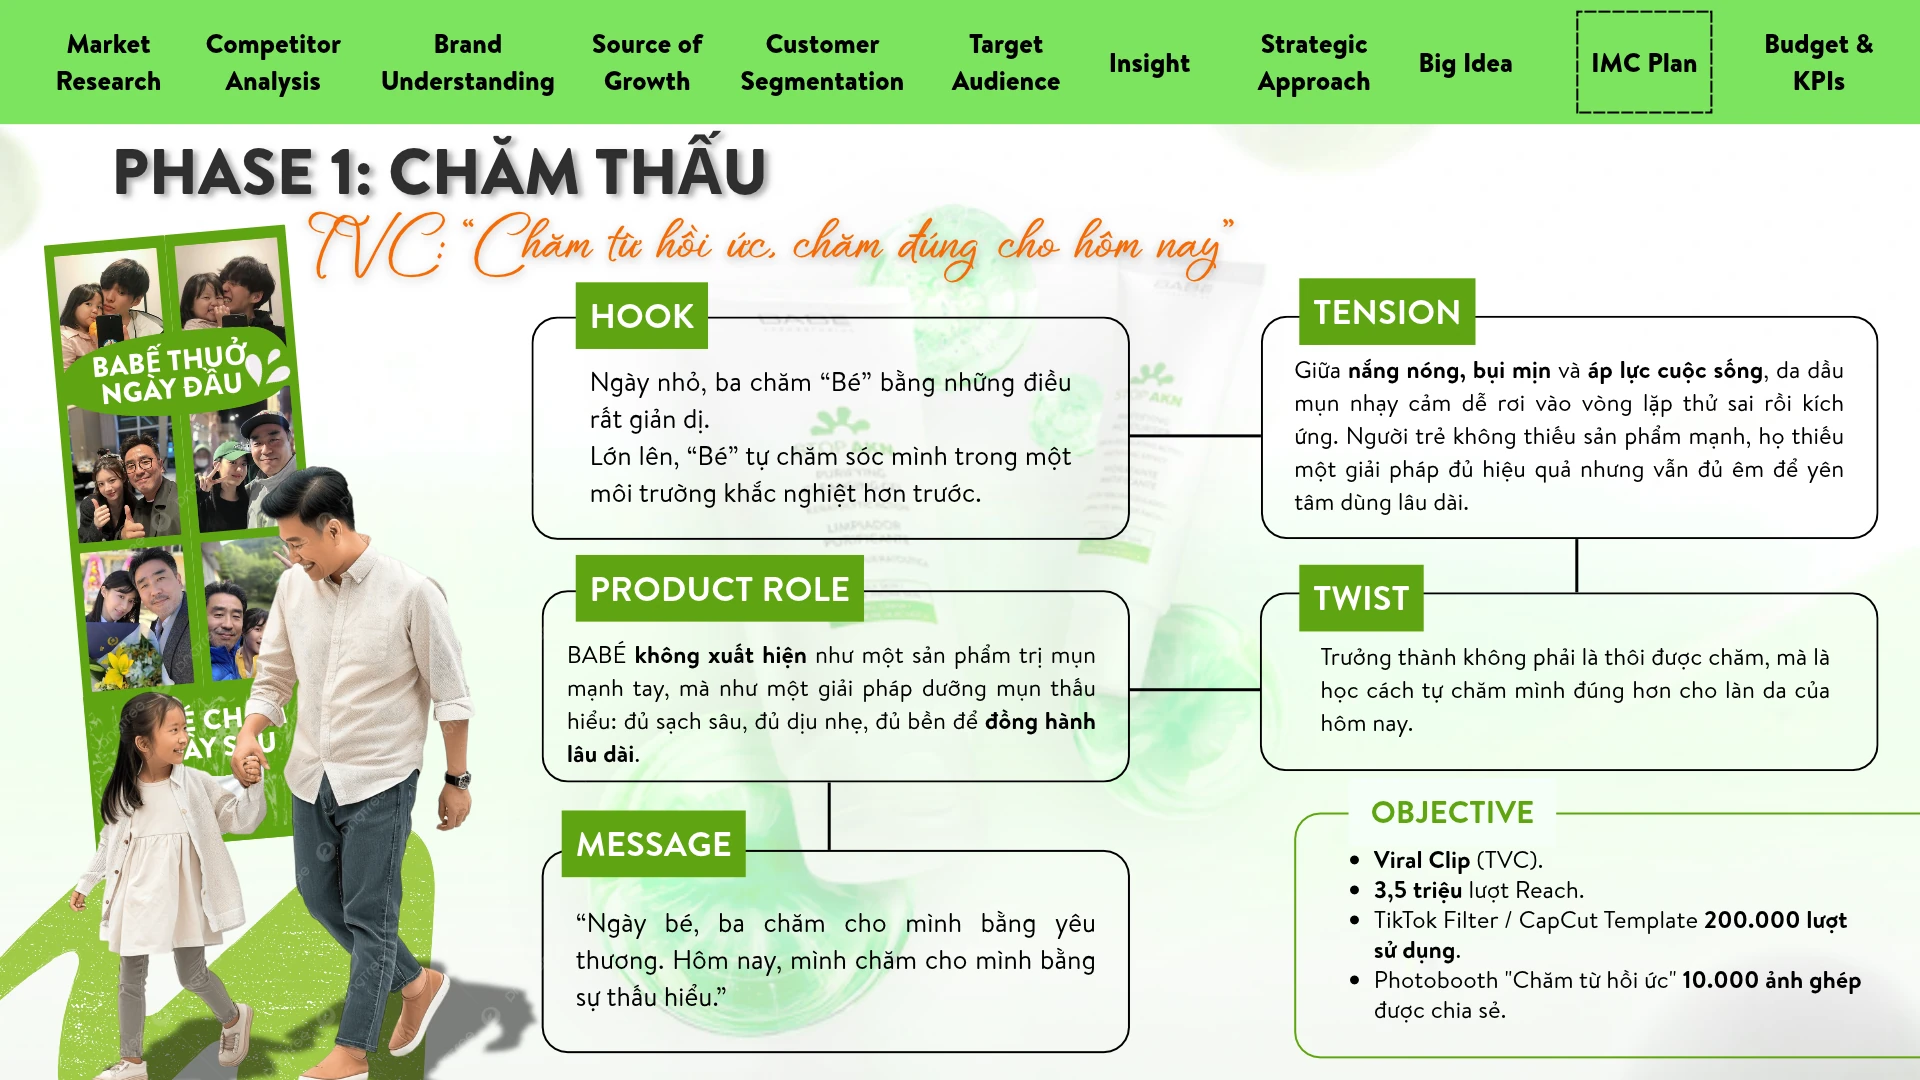 Market
Research
Competitor
Analysis
Brand
Understanding
Source of
Growth
Customer
Segmentation
Target
Audience
Insight
Strategic
Approach
Big Idea
IMC Plan
Budget &
KPIs
PHASE 1: CHĂM THẤU
TVC: “Chăm từ hồi ức, chăm đúng cho hôm nay”
BABẾ THUỞ
NGÀY ĐẦU
HOOK
Ngày nhỏ, ba chăm “Bé” bằng những điều
rất giản dị.
Lớn lên, “Bé” tự chăm sóc mình trong một
môi trường khắc nghiệt hơn trước.
TENSION
Giữa nắng nóng, bụi mịn và áp lực cuộc sống, da dầu
mụn nhạy cảm dễ rơi vào vòng lặp thử sai rồi kích
ứng. Người trẻ không thiếu sản phẩm mạnh, họ thiếu
một giải pháp đủ hiệu quả nhưng vẫn đủ êm để yên
tâm dùng lâu dài.
PRODUCT ROLE
BABÉ không xuất hiện như một sản phẩm trị mụn
mạnh tay, mà như một giải pháp dưỡng mụn thấu
hiểu: đủ sạch sâu, đủ dịu nhẹ, đủ bền để đồng hành
lâu dài.
TWIST
Trưởng thành không phải là thôi được chăm, mà là
học cách tự chăm mình đúng hơn cho làn da của
hôm nay.
MESSAGE
“Ngày bé, ba chăm cho mình bằng yêu
thương. Hôm nay, mình chăm cho mình bằng
sự thấu hiểu.”
OBJECTIVE
• Viral Clip (TVC).
• 3,5 triệu lượt Reach.
• TikTok Filter / CapCut Template 200.000 lượt
sử dụng.
• Photobooth "Chăm từ hồi ức" 10.000 ảnh ghép
được chia sẻ.
STOP AKN
STOP AKN
PURIFYING
LIMPIADOR
PURIFICANTE